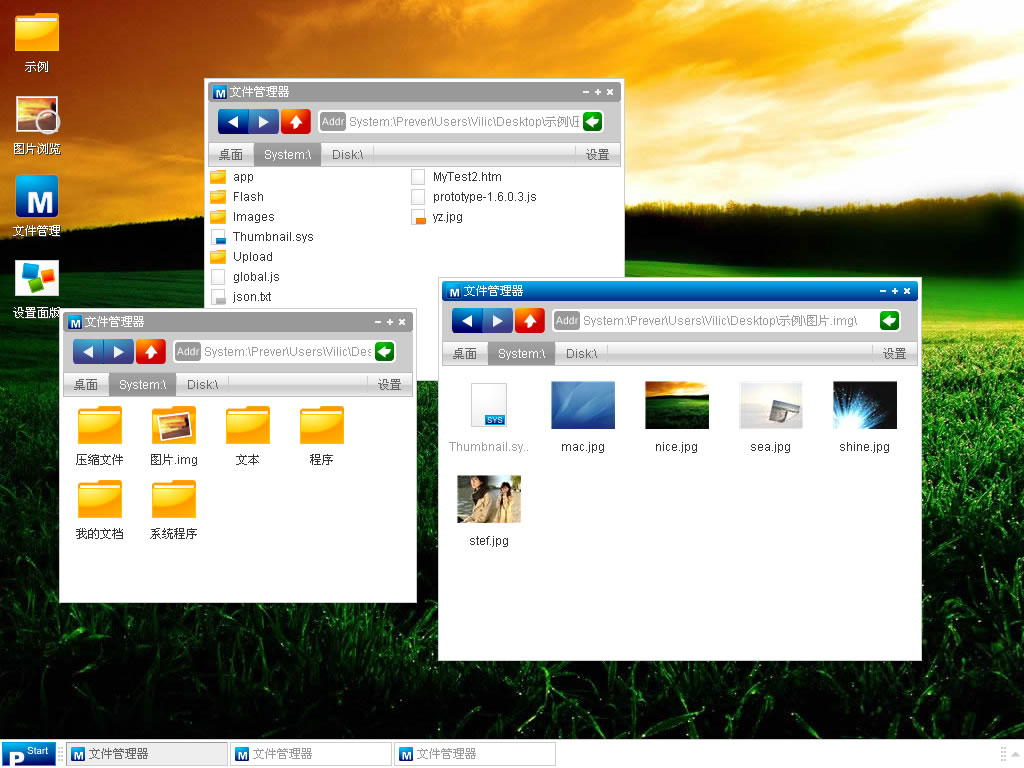 示例
图片浏览
M
文件管理
设置面版
M 文件管理器
Addr System:\Prever\Users\Vilic\Desktop\示例\
桌面 System:\ Disk:\ 设置
app
Flash
Images
Thumbnail.sys
Upload
global.js
json.txt
MyTest2.htm
prototype-1.6.0.3.js
yz.jpg
M 文件管理器
Addr System:\Prever\Users\Vilic\Des
桌面 System:\ Disk:\ 设置
压缩文件 图片.img 文本 程序
我的文档 系统程序
M 文件管理器
Addr System:\Prever\Users\Vilic\Desktop\示例\图片.img\
桌面 System:\ Disk:\ 设置
SYS
Thumbnail.sy.. mac.jpg nice.jpg sea.jpg shine.jpg
stef.jpg
P Start M 文件管理器 M 文件管理器 M 文件管理器